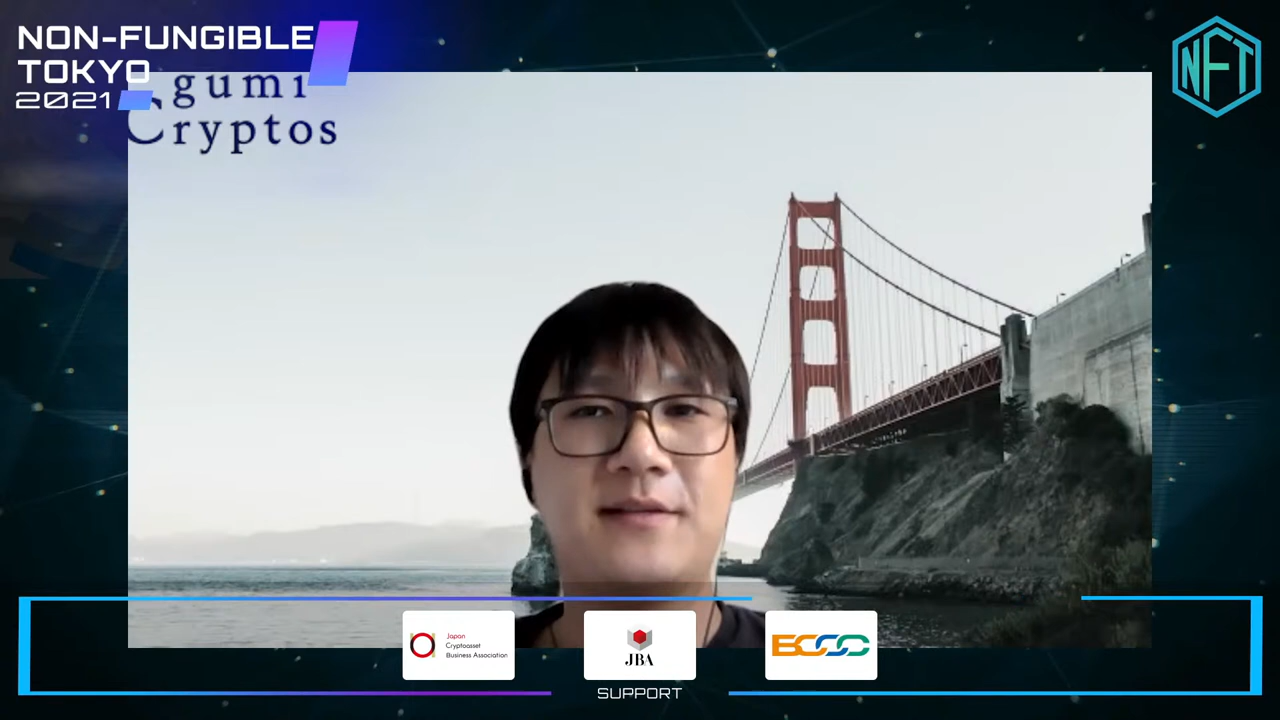 NON-FUNGIBLE
TOKYO
2021
gumi
Cryptos
NFT
Japan
Cryptoasset
Business Association
JBA
BCCC
SUPPORT